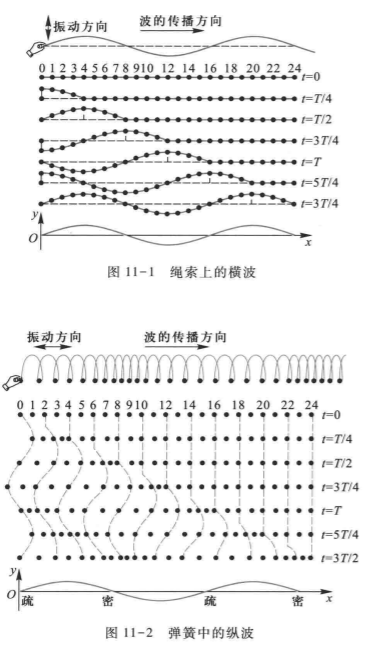 振动方向 波的传播方向
0 1 2 3 4 5 6 7 8 9 10 12 14 16 18 20 22 24 t=0
t=T/4
t=T/2
t=3T/4
t=T
t=5T/4
t=3T/4
y
O x
图 11-1 绳索上的横波
振动方向 波的传播方向
0 1 2 3 4 5 6 7 8 9 10 12 14 16 18 20 22 24 t=0
t=T/4
t=T/2
t=3T/4
t=T
t=5T/4
t=3T/2
y
O x
疏 密 疏 密
图 11-2 弹簧中的纵波